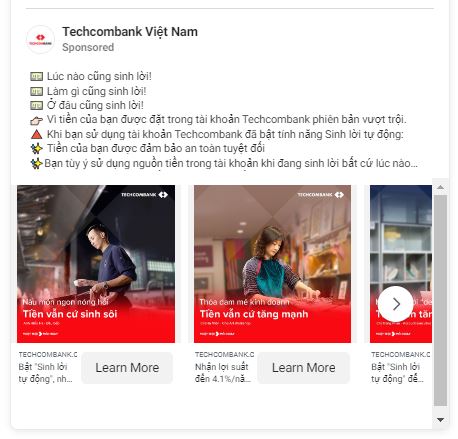 Techcombank Việt Nam
Sponsored
Lúc nào cũng sinh lời!
Làm gì cũng sinh lời!
Ở đâu cũng sinh lời!
Vì tiền của bạn được đặt trong tài khoản Techcombank phiên bản vượt trội.
Khi bạn sử dụng tài khoản Techcombank đã bật tính năng Sinh lời tự động:
Tiền của bạn được đảm bảo an toàn tuyệt đối
Bạn tùy ý sử dụng nguồn tiền trong tài khoản khi đang sinh lời bất cứ lúc nào...
TECHCOMBANK
Nấu món ngon nóng hổi
Tiền vẫn cứ sinh sôi
TECHCOMBANK.C
Bật "Sinh lời
tự động", nh...
Learn More
TECHCOMBANK
Thỏa đam mê kinh doanh
Tiền vẫn cứ tăng mạnh
TECHCOMBANK.C
Nhận lợi suất
đến 4.1%/nă...
Learn More
Tiền vẫn tăn
TECHCOMBANK.C
Bật "Sinh lời
tự động" để...